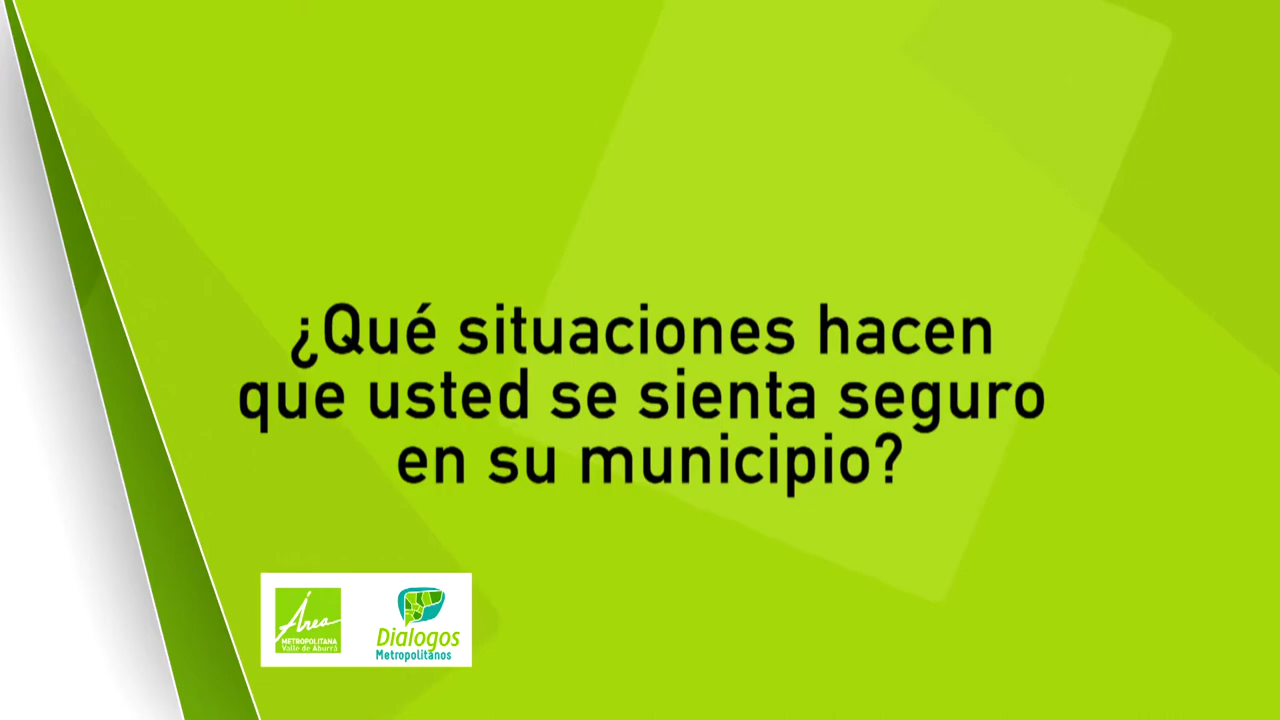 ¿Qué situaciones hacen
que usted se sienta seguro
en su municipio?
Área
METROPOLITANA
Valle de Aburrá
Dialogos
Metropolitanos